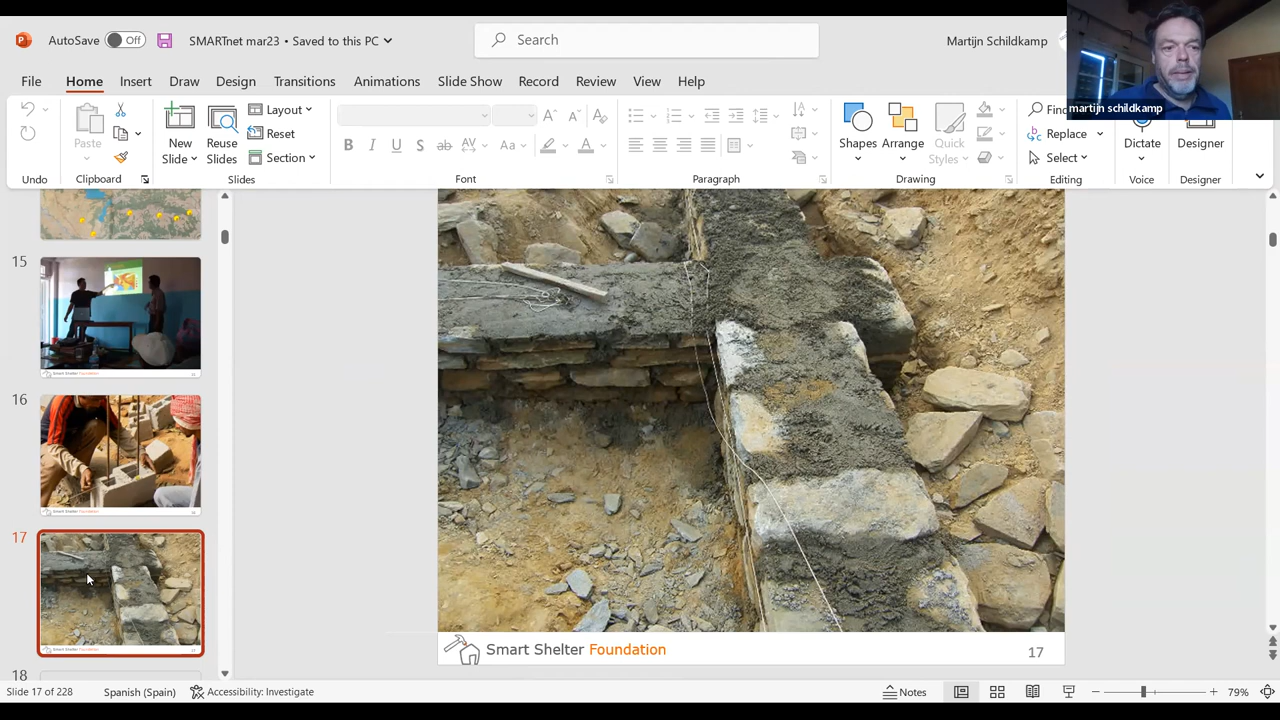 AutoSave Off SMARTnet mar23 • Saved to this PC Search Martijn Schildkamp
martijn schildkamp
File Home Insert Draw Design Transitions Animations Slide Show Record Review View Help
Undo
Paste
Clipboard
New Slide
Reuse Slides
Layout
Reset
Section
Slides
Aa
Font
Paragraph
Shapes
Arrange
Quick Styles
Drawing
Replace
Select
Editing
Dictate
Voice
Designer
Designer
15
16
17
18
Smart Shelter Foundation 17
Slide 17 of 228 Spanish (Spain) Accessibility: Investigate Notes 79%